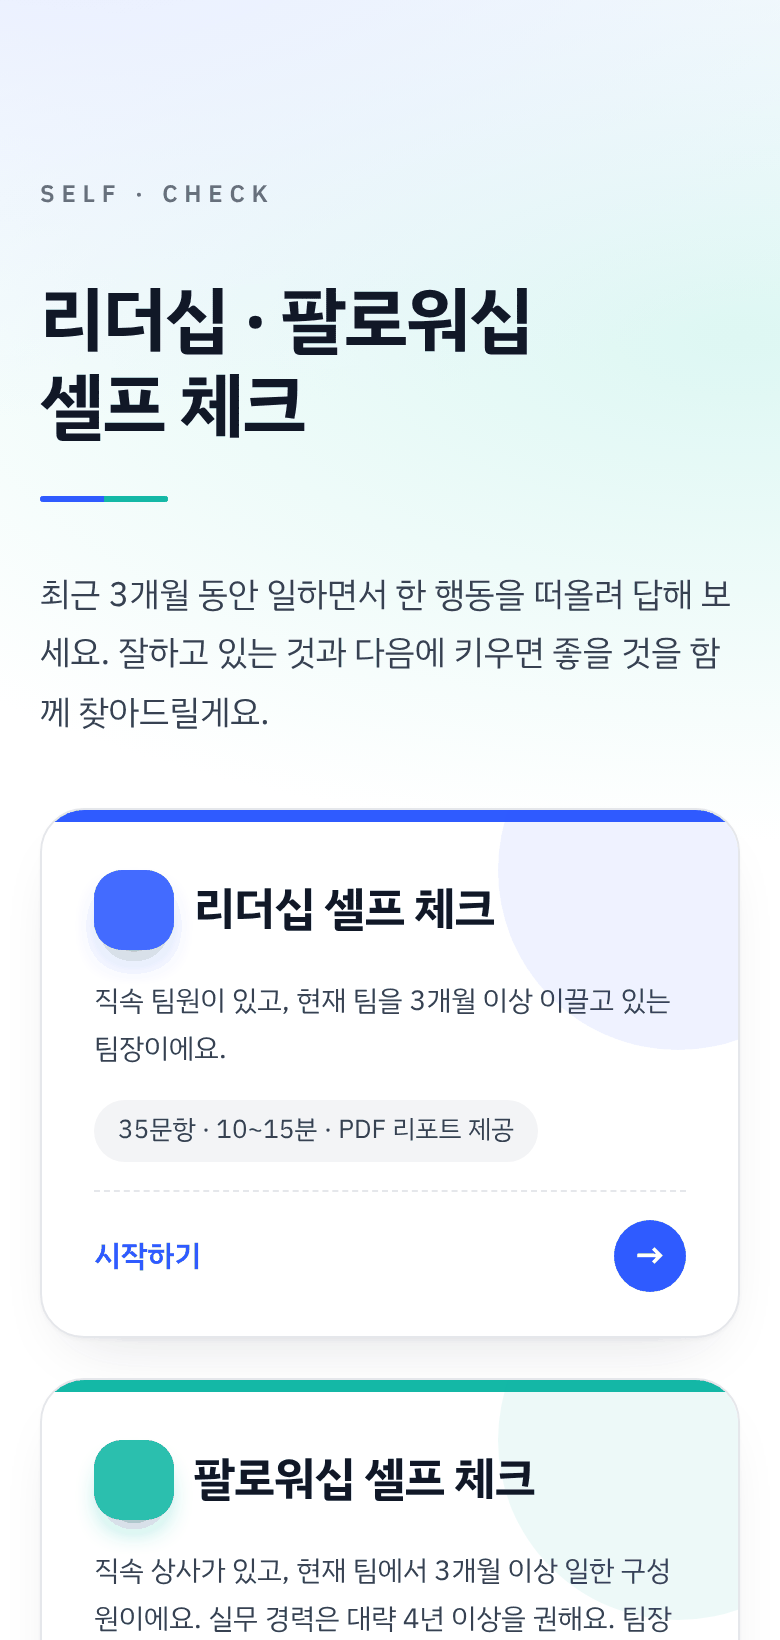 SELF · CHECK
리더십 · 팔로워십
셀프 체크
최근 3개월 동안 일하면서 한 행동을 떠올려 답해 보
세요. 잘하고 있는 것과 다음에 키우면 좋을 것을 함
께 찾아드릴게요.
리더십 셀프 체크
직속 팀원이 있고, 현재 팀을 3개월 이상 이끌고 있는
팀장이에요.
35문항 · 10~15분 · PDF 리포트 제공
시작하기 →
팔로워십 셀프 체크
직속 상사가 있고, 현재 팀에서 3개월 이상 일한 구성
원이에요. 실무 경력은 대략 4년 이상을 권해요. 팀장